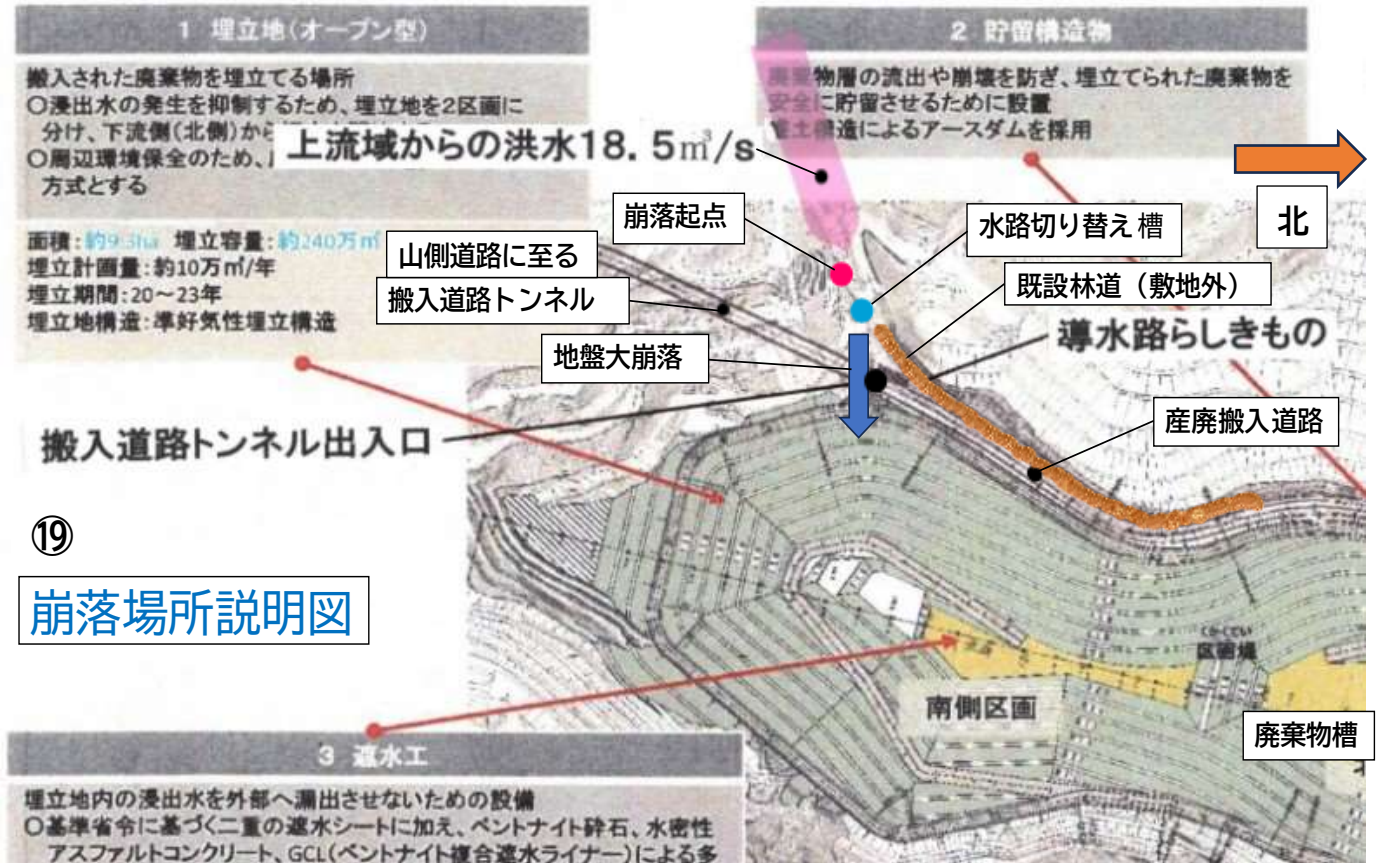 1 埋立地(オープン型)
搬入された廃棄物を埋立てる場所
○浸出水の発生を抑制するため、埋立地を2区画に
分け、下流側(北側)から
○周辺環境保全のため、
方式とする
面積:約9.3ha 埋立容量:約240万㎥
埋立計画量:約10万㎥/年
埋立期間:20～23年
埋立地構造:準好気性埋立構造
2 貯留構造物
廃棄物層の流出や崩壊を防ぎ、埋立てられた廃棄物を
安全に貯留させるために設置
構造によるアースダムを採用
上流域からの洪水18.5㎥/s
北
崩落起点
水路切り替え槽
山側道路に至る
既設林道（敷地外）
搬入道路トンネル
導水路らしきもの
地盤大崩落
産廃搬入道路
搬入道路トンネル出入口
⑲
崩落場所説明図
くかくてい
区画堤
南側区画
廃棄物槽
3 遮水工
埋立地内の浸出水を外部へ漏出させないための設備
○基準省令に基づく二重の遮水シートに加え、ベントナイト砕石、水密性
アスファルトコンクリート、GCL(ベントナイト複合遮水ライナー)による多